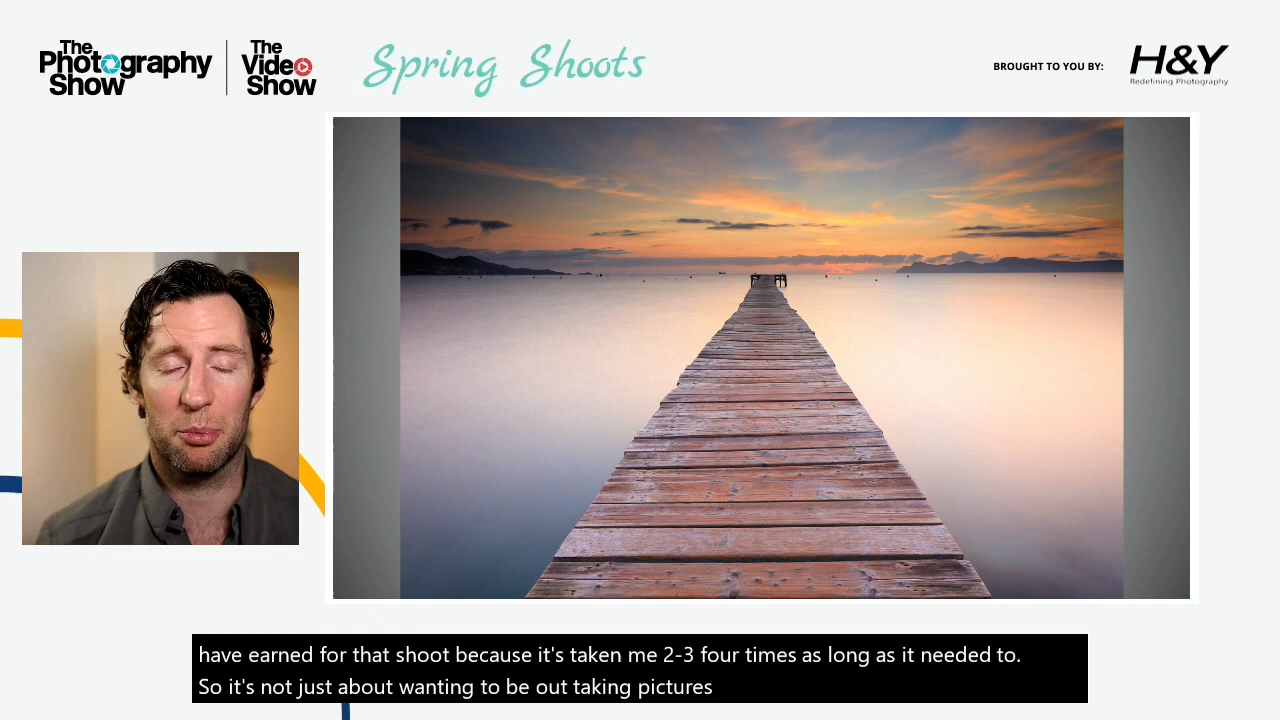 The Photography Show
The Video Show
Spring Shoots
BROUGHT TO YOU BY:
H&Y
Redefining Photography
have earned for that shoot because it's taken me 2-3 four times as long as it needed to.
So it's not just about wanting to be out taking pictures